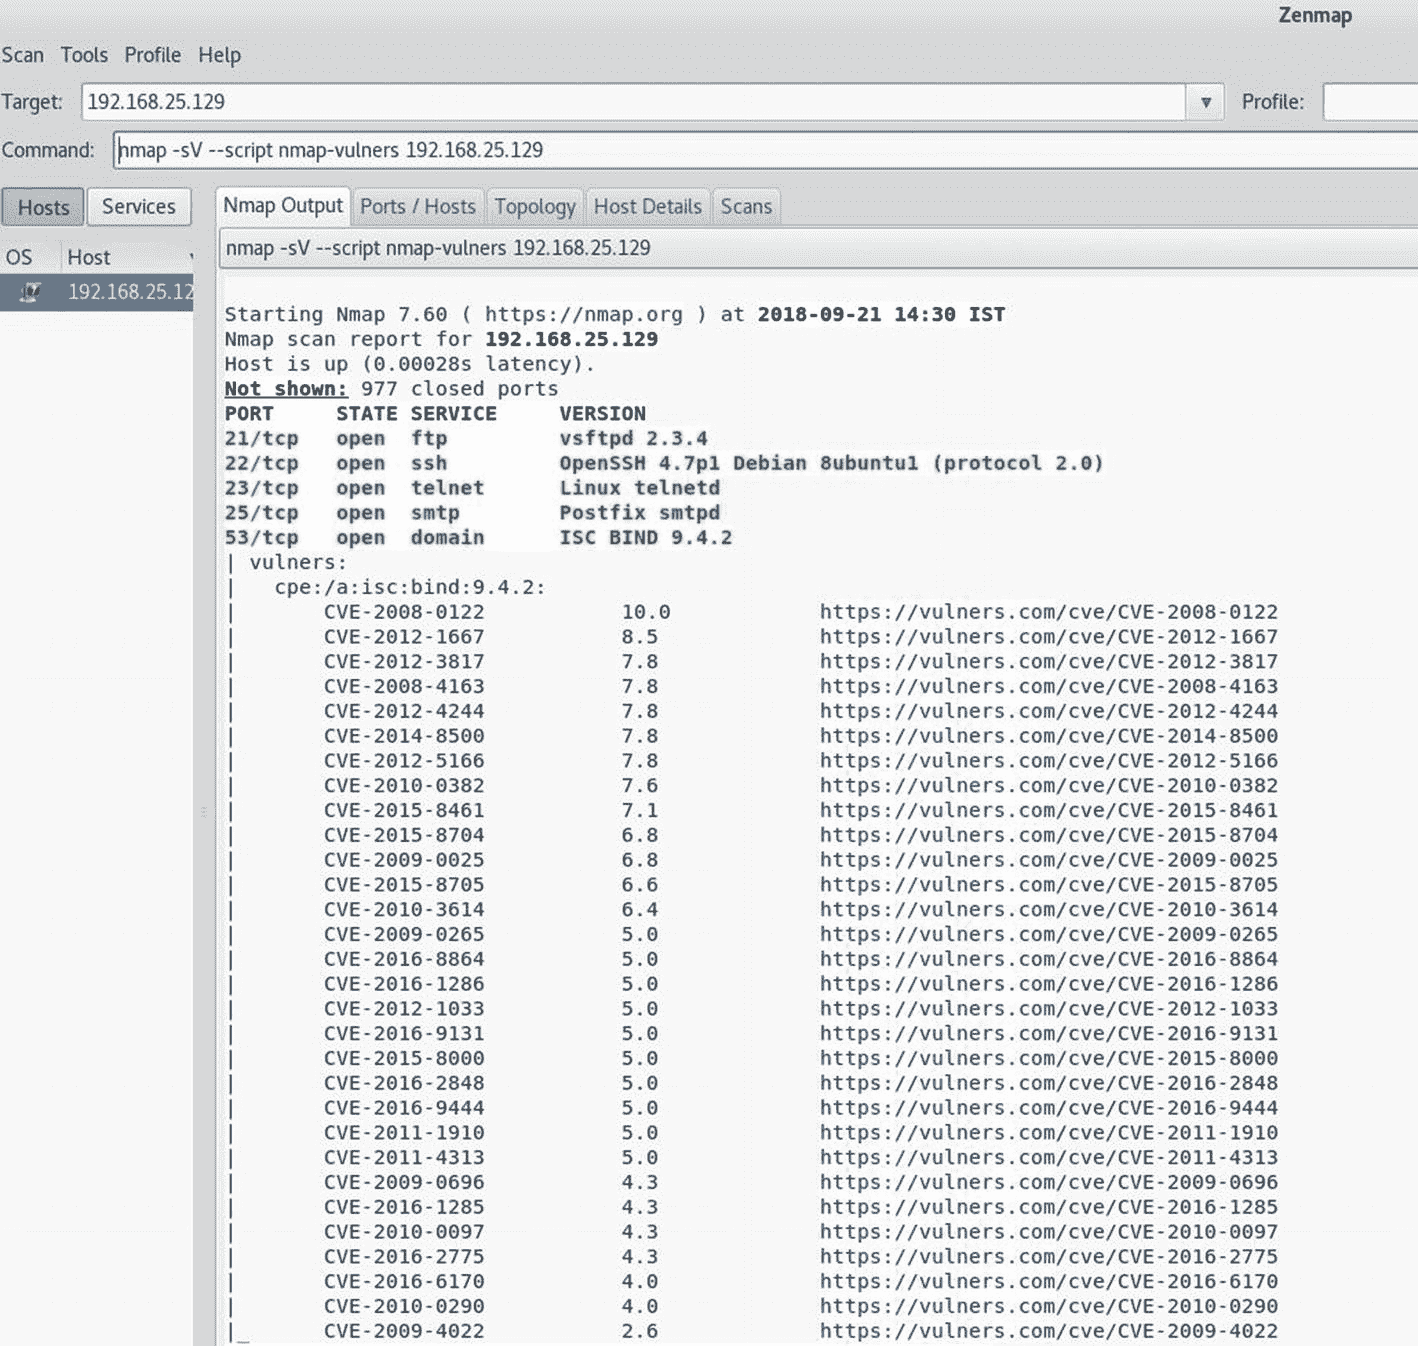 Zenmap
Scan Tools Profile Help
Target: 192.168.25.129 Profile:
Command: nmap -sV --script nmap-vulners 192.168.25.129
Hosts Services
Nmap Output Ports / Hosts Topology Host Details Scans
OS Host
nmap -sV --script nmap-vulners 192.168.25.129
192.168.25.12
Starting Nmap 7.60 ( https://nmap.org ) at 2018-09-21 14:30 IST
Nmap scan report for 192.168.25.129
Host is up (0.00028s latency).
Not shown: 977 closed ports
PORT STATE SERVICE VERSION
21/tcp open ftp vsftpd 2.3.4
22/tcp open ssh OpenSSH 4.7p1 Debian 8ubuntu1 (protocol 2.0)
23/tcp open telnet Linux telnetd
25/tcp open smtp Postfix smtpd
53/tcp open domain ISC BIND 9.4.2
| vulners:
| cpe:/a:isc:bind:9.4.2:
| CVE-2008-0122 10.0 https://vulners.com/cve/CVE-2008-0122
| CVE-2012-1667 8.5 https://vulners.com/cve/CVE-2012-1667
| CVE-2012-3817 7.8 https://vulners.com/cve/CVE-2012-3817
| CVE-2008-4163 7.8 https://vulners.com/cve/CVE-2008-4163
| CVE-2012-4244 7.8 https://vulners.com/cve/CVE-2012-4244
| CVE-2014-8500 7.8 https://vulners.com/cve/CVE-2014-8500
| CVE-2012-5166 7.8 https://vulners.com/cve/CVE-2012-5166
| CVE-2010-0382 7.6 https://vulners.com/cve/CVE-2010-0382
| CVE-2015-8461 7.1 https://vulners.com/cve/CVE-2015-8461
| CVE-2015-8704 6.8 https://vulners.com/cve/CVE-2015-8704
| CVE-2009-0025 6.8 https://vulners.com/cve/CVE-2009-0025
| CVE-2015-8705 6.6 https://vulners.com/cve/CVE-2015-8705
| CVE-2010-3614 6.4 https://vulners.com/cve/CVE-2010-3614
| CVE-2009-0265 5.0 https://vulners.com/cve/CVE-2009-0265
| CVE-2016-8864 5.0 https://vulners.com/cve/CVE-2016-8864
| CVE-2016-1286 5.0 https://vulners.com/cve/CVE-2016-1286
| CVE-2012-1033 5.0 https://vulners.com/cve/CVE-2012-1033
| CVE-2016-9131 5.0 https://vulners.com/cve/CVE-2016-9131
| CVE-2015-8000 5.0 https://vulners.com/cve/CVE-2015-8000
| CVE-2016-2848 5.0 https://vulners.com/cve/CVE-2016-2848
| CVE-2016-9444 5.0 https://vulners.com/cve/CVE-2016-9444
| CVE-2011-1910 5.0 https://vulners.com/cve/CVE-2011-1910
| CVE-2011-4313 5.0 https://vulners.com/cve/CVE-2011-4313
| CVE-2009-0696 4.3 https://vulners.com/cve/CVE-2009-0696
| CVE-2016-1285 4.3 https://vulners.com/cve/CVE-2016-1285
| CVE-2010-0097 4.3 https://vulners.com/cve/CVE-2010-0097
| CVE-2016-2775 4.3 https://vulners.com/cve/CVE-2016-2775
| CVE-2016-6170 4.0 https://vulners.com/cve/CVE-2016-6170
| CVE-2010-0290 4.0 https://vulners.com/cve/CVE-2010-0290
|_ CVE-2009-4022 2.6 https://vulners.com/cve/CVE-2009-4022